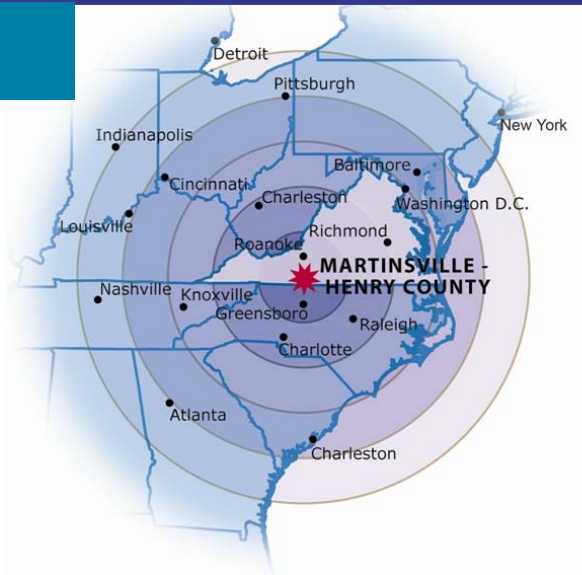 Detroit
Pittsburgh
New York
Indianapolis
Baltimore
Cincinnati
Charleston
Washington D.C.
Louisville
Richmond
Roanoke
MARTINSVILLE -
HENRY COUNTY
Nashville
Knoxville
Greensboro
Raleigh
Charlotte
Atlanta
Charleston